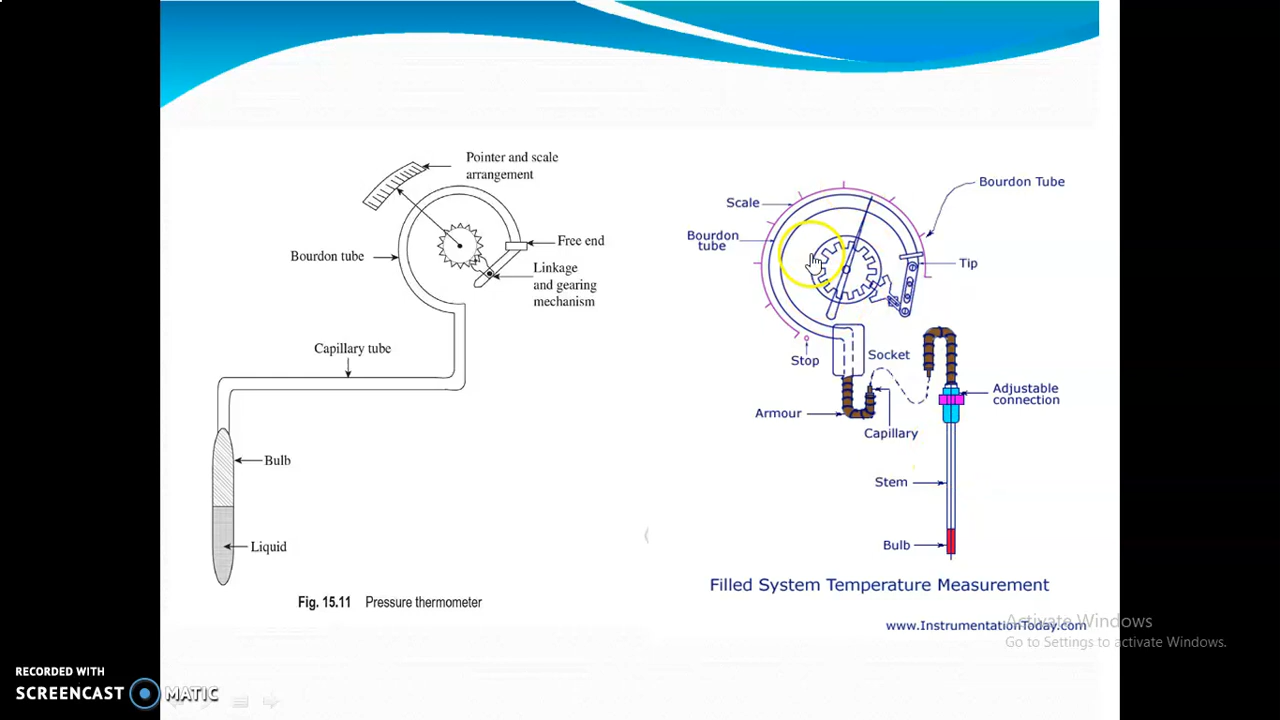 Pointer and scale
arrangement
Bourdon tube
Free end
Linkage
and gearing
mechanism
Capillary tube
Bulb
Liquid
Fig. 15.11 Pressure thermometer
Bourdon Tube
Scale
Bourdon
tube
Tip
Stop
Socket
Adjustable
connection
Armour
Capillary
Stem
Bulb
Filled System Temperature Measurement
www.InstrumentationToday.com
Activate Windows
Go to Settings to activate Windows.
RECORDED WITH
SCREENCAST MATIC